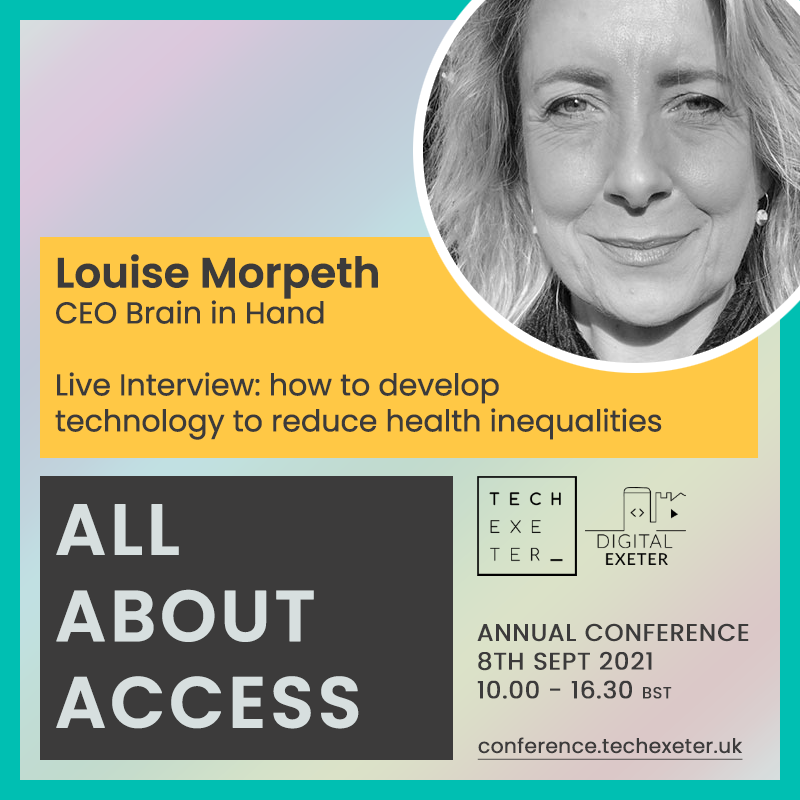 Louise Morpeth
CEO Brain in Hand
Live Interview: how to develop
technology to reduce health inequalities
ALL
ABOUT
ACCESS
TECH
EXE
TER_
DIGITAL
EXETER
ANNUAL CONFERENCE
8TH SEPT 2021
10.00 - 16.30 BST
conference.techexeter.uk